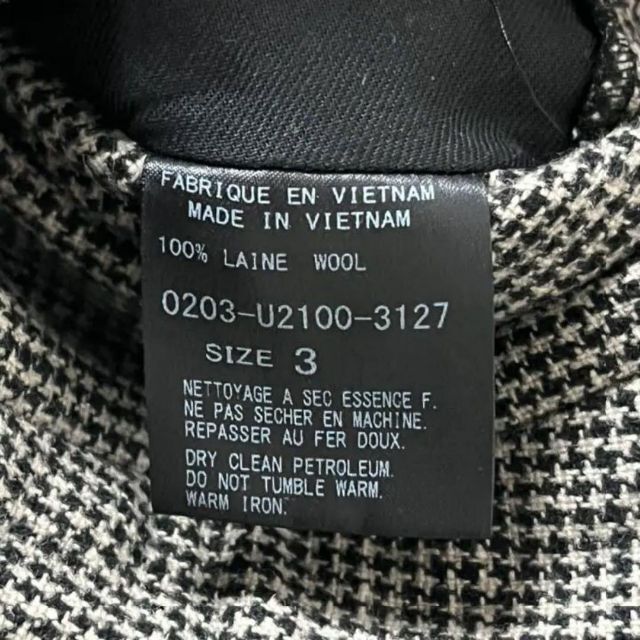 FABRIQUE EN VIETNAM
MADE IN VIETNAM
100% LAINE WOOL
0203-U2100-3127
SIZE 3
NETTOYAGE A SEC ESSENCE F.
NE PAS SECHER EN MACHINE.
REPASSER AU FER DOUX.
DRY CLEAN PETROLEUM.
DO NOT TUMBLE WARM.
WARM IRON.